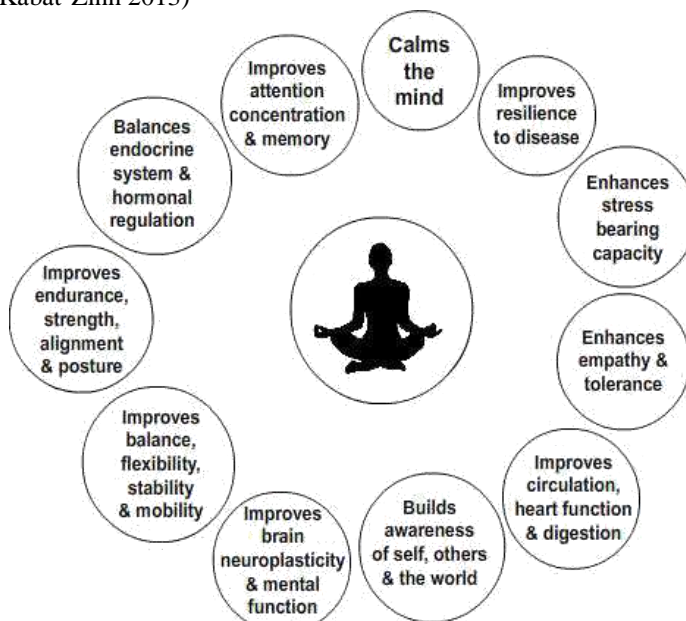 Kabat-Zinn 2013)
Calms
the
mind
Improves
resilience
to disease
Enhances
stress
bearing
capacity
Enhances
empathy &
tolerance
Improves
circulation,
heart function
& digestion
Builds
awareness
of self, others
& the world
Improves
brain
neuroplasticity
& mental
function
Improves
balance,
flexibility,
stability
& mobility
Improves
endurance,
strength,
alignment
& posture
Balances
endocrine
system &
hormonal
regulation
Improves
attention
concentration
& memory